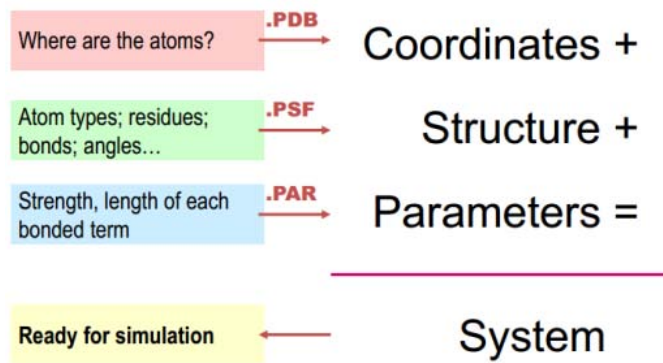 Where are the atoms?
.PDB
Coordinates +
Atom types; residues;
bonds; angles…
.PSF
Structure +
Strength, length of each
bonded term
.PAR
Parameters =
Ready for simulation
System